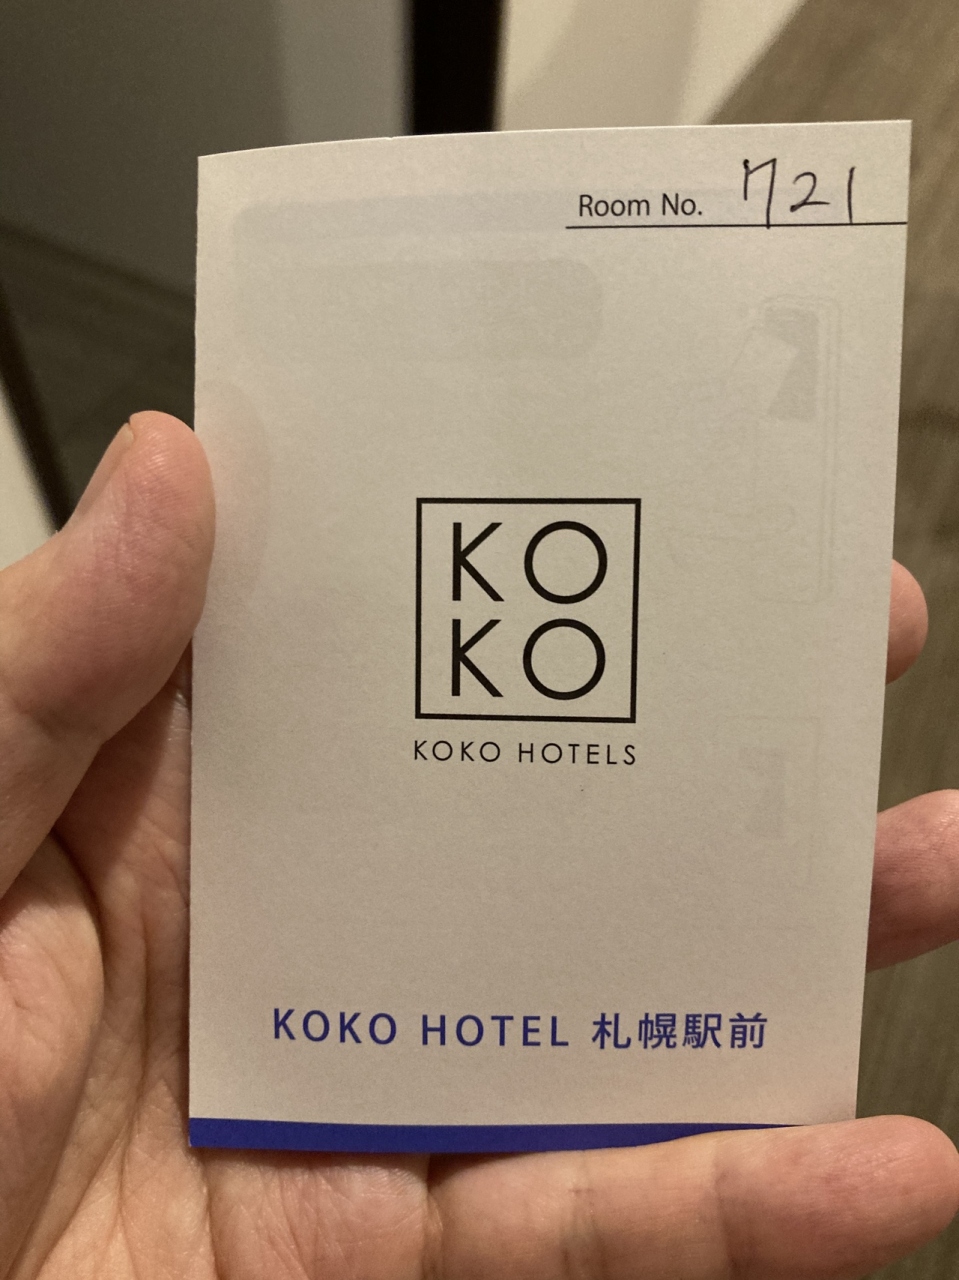 Room No. 721
KO
KO
KOKO HOTELS
KOKO HOTEL 札幌駅前